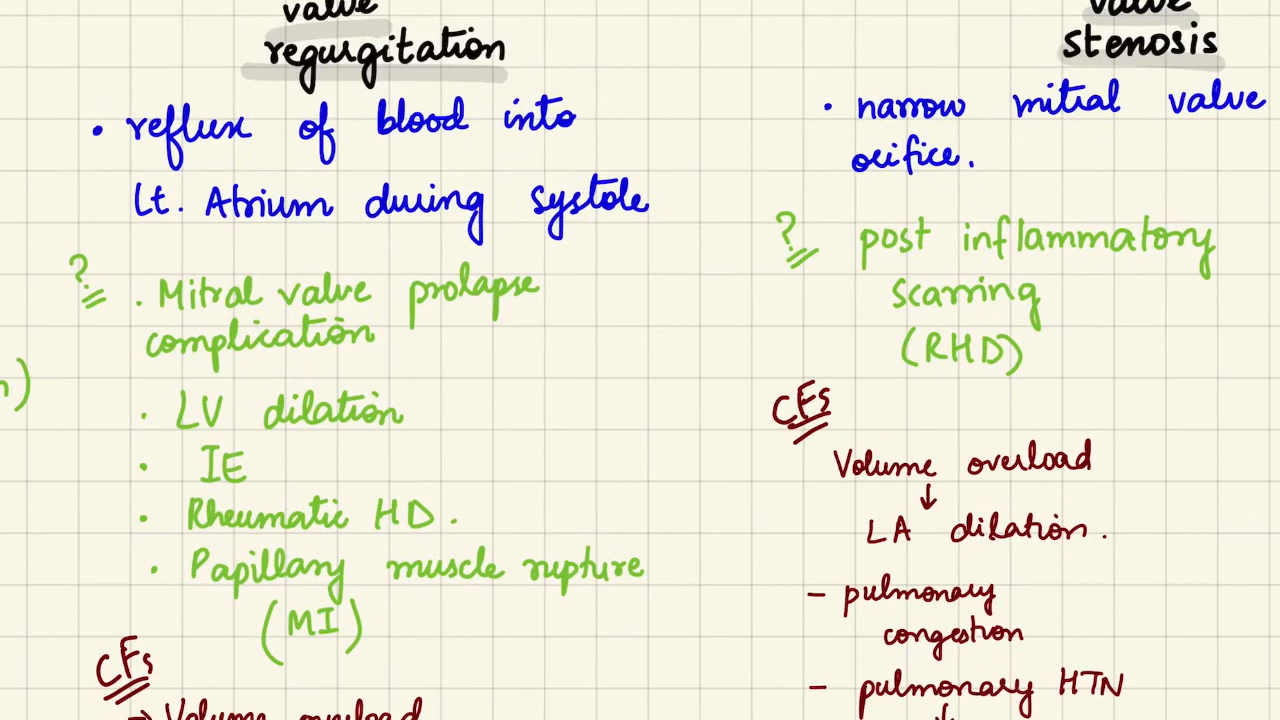 valve
regurgitation
• reflux of blood into
Lt. Atrium during systole
?
• Mitral valve prolapse
complication
• LV dilation
• IE
• Rheumatic HD.
• Papillary muscle rupture
(MI)
CFs
→ Volume overload
valve
stenosis
• narrow mitral valve
orifice.
? post inflammatory
scarring
(RHD)
CFs
Volume overload
↓
LA dilation.
- pulmonary
congestion
- pulmonary HTN
↓